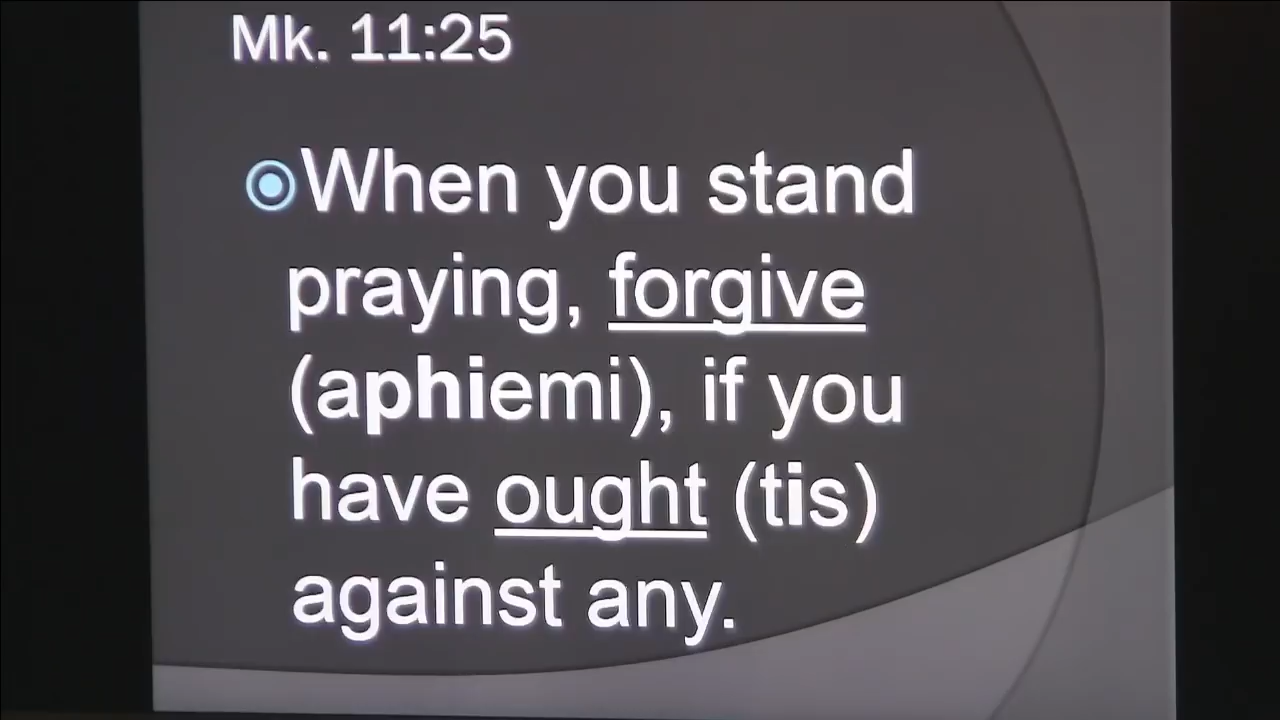 Mk. 11:25
When you stand
praying, forgive
(aphiemi), if you
have ought (tis)
against any.